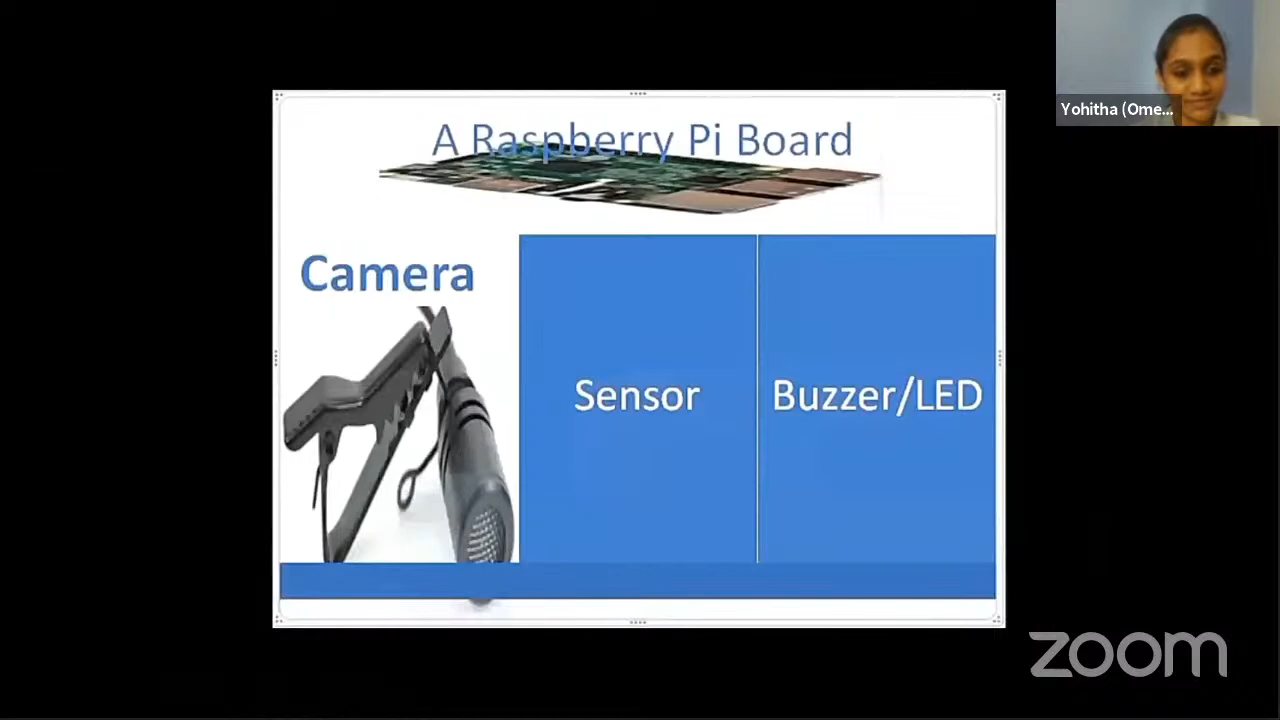 A Raspberry Pi Board
Yohitha (Ome...
Camera
Sensor
Buzzer/LED
zoom